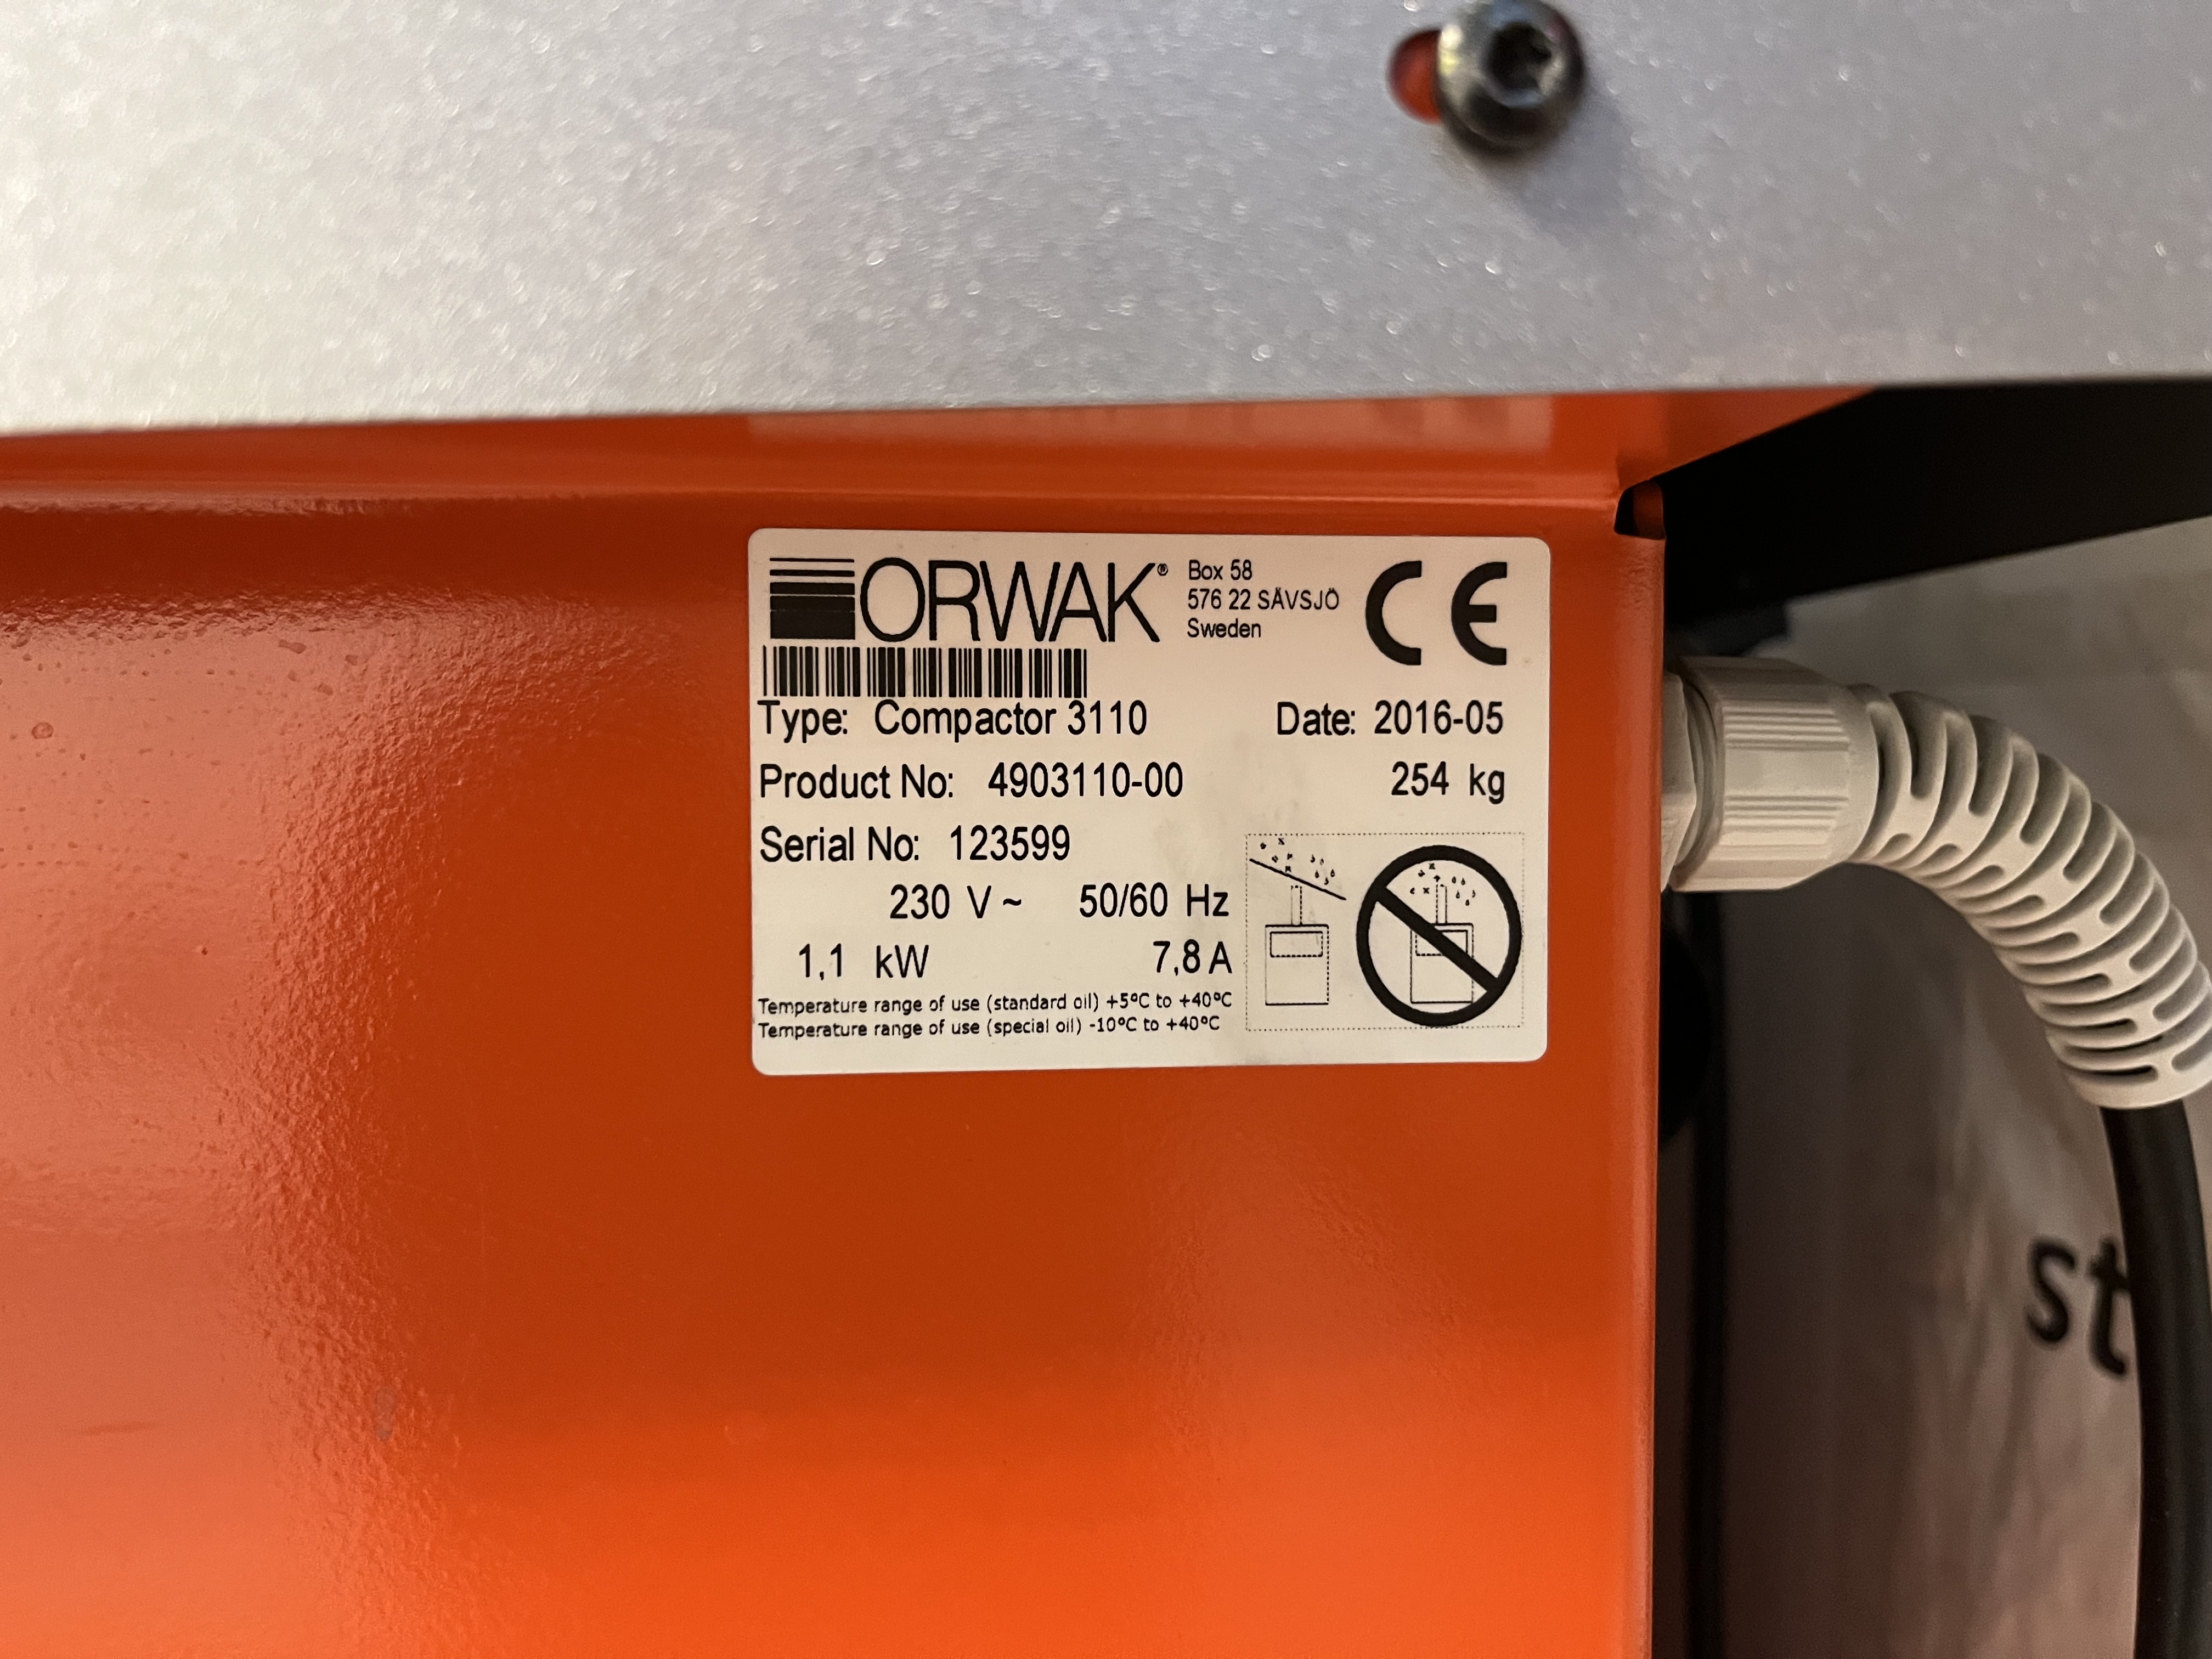 ORWAK®
Box 58
576 22 SÄVSJÖ
Sweden
CE
Type: Compactor 3110
Date: 2016-05
Product No: 4903110-00
254 kg
Serial No: 123599
230 V ~ 50/60 Hz
1,1 kW 7,8 A
Temperature range of use (standard oil) +5°C to +40°C
Temperature range of use (special oil) -10°C to +40°C
st